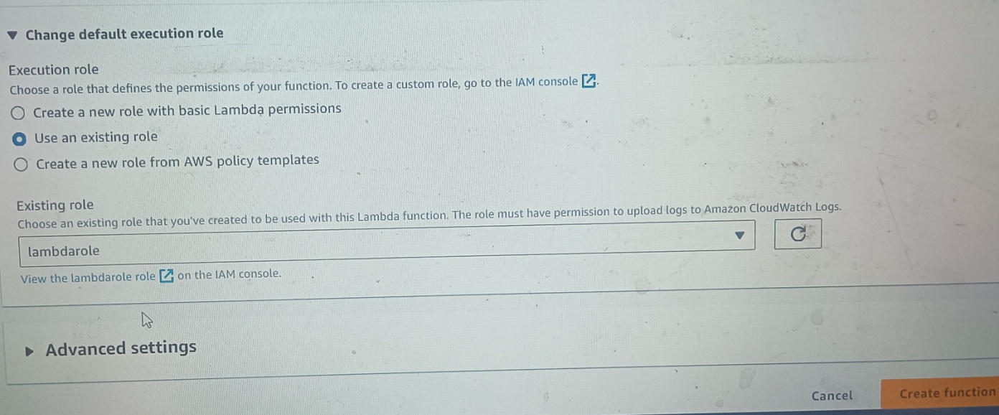 Change default execution role
Execution role
Choose a role that defines the permissions of your function. To create a custom role, go to the IAM console.
Create a new role with basic Lambda permissions
Use an existing role
Create a new role from AWS policy templates
Existing role
Choose an existing role that you've created to be used with this Lambda function. The role must have permission to upload logs to Amazon CloudWatch Logs.
lambdarole
View the lambdarole role on the IAM console.
Advanced settings
Cancel
Create function